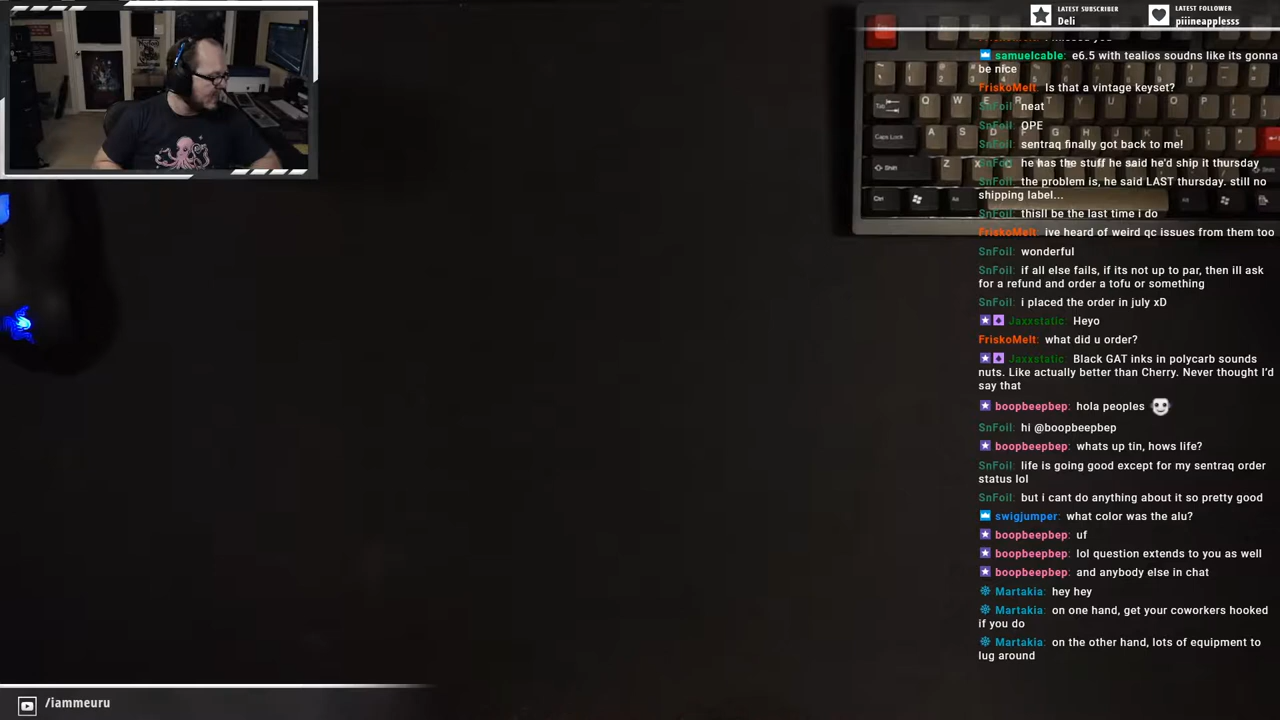 LATEST SUBSCRIBER
Deli
LATEST FOLLOWER
piiineapplesss
samuelcable: e6.5 with tealios soudns like its gonna
be nice
FriskoMelt: Is that a vintage keyset?
SnFoil: neat
SnFoil: OPE
SnFoil: sentraq finally got back to me!
SnFoil: he has the stuff he said he'd ship it thursday
SnFoil: the problem is, he said LAST thursday. still no
shipping label...
SnFoil: thisll be the last time i do
FriskoMelt: ive heard of weird qc issues from them too
SnFoil: wonderful
SnFoil: if all else fails, if its not up to par, then ill ask
for a refund and order a tofu or something
SnFoil: i placed the order in july xD
Jaxxstatic: Heyo
FriskoMelt: what did u order?
Jaxxstatic: Black GAT inks in polycarb sounds
nuts. Like actually better than Cherry. Never thought I'd
say that
boopbeepbep: hola peoples
SnFoil: hi @boopbeepbep
boopbeepbep: whats up tin, hows life?
SnFoil: life is going good except for my sentraq order
status lol
SnFoil: but i cant do anything about it so pretty good
swigjumper: what color was the alu?
boopbeepbep: uf
boopbeepbep: lol question extends to you as well
boopbeepbep: and anybody else in chat
Martakia: hey hey
Martakia: on one hand, get your coworkers hooked
if you do
Martakia: on the other hand, lots of equipment to
lug around
Tab
Q W E R T Y U I O P
Caps Lock
A S D
Shift
Z X
Ctrl
Alt
/iammeuru